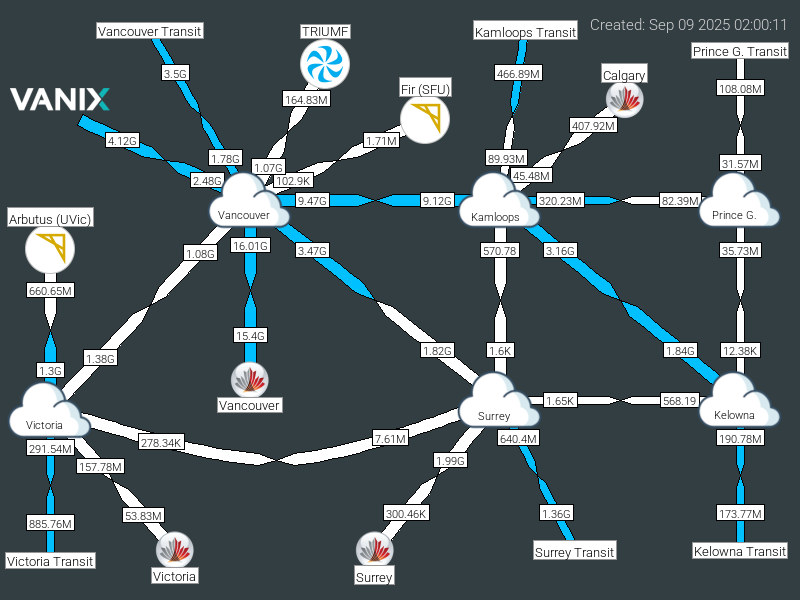 Created: Sep 09 2025 02:00:11
Vancouver Transit
TRIUMF
Kamloops Transit
Prince G. Transit
3.5G
466.89M
Calgary
Fir (SFU)
108.08M
VANIX
164.83M
407.92M
4.12G
1.71M
1.78G
89.93M
31.57M
1.07G
2.48G
102.9K
45.48M
9.47G
9.12G
320.23M
82.39M
Arbutus (UVic)
Vancouver
Kamloops
Prince G.
16.01G
3.47G
570.78
3.16G
35.73M
1.08G
660.65M
15.4G
1.38G
1.82G
1.6K
1.84G
12.38K
1.3G
Vancouver
1.65K
568.19
Victoria
Surrey
Kelowna
278.34K
7.61M
640.4M
190.78M
291.54M
157.78M
1.99G
885.76M
53.83M
300.46K
1.36G
173.77M
Victoria Transit
Victoria
Surrey
Surrey Transit
Kelowna Transit